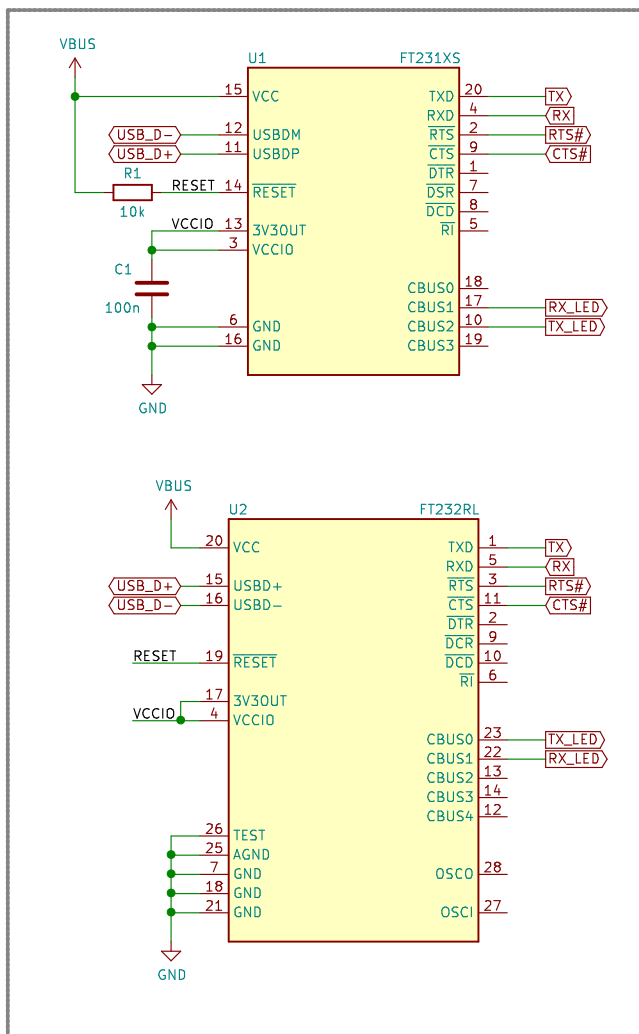 VBUS
U1 FT231XS
15 VCC TXD 20 TX
RXD 4 RX
USB_D- 12 USBDM RTS 2 RTS#
USB_D+ 11 USBDP CTS 9 CTS#
R1 DTR 1
RESET 14 RESET DSR 7
10k DCD 8
VCCIO 13 3V3OUT RI 5
3 VCCIO
C1
100n
CBUS0 18
CBUS1 17 RX_LED
6 GND CBUS2 10 TX_LED
16 GND CBUS3 19
GND
VBUS
U2 FT232RL
20 VCC TXD 1 TX
RXD 5 RX
USB_D+ 15 USBD+ RTS 3 RTS#
USB_D- 16 USBD- CTS 11 CTS#
DTR 2
DCR 9
RESET 19 RESET DCD 10
RI 6
17 3V3OUT
VCCIO 4 VCCIO
CBUS0 23 TX_LED
CBUS1 22 RX_LED
CBUS2 13
CBUS3 14
CBUS4 12
26 TEST
25 AGND
7 GND OSCO 28
18 GND
21 GND OSCI 27
GND